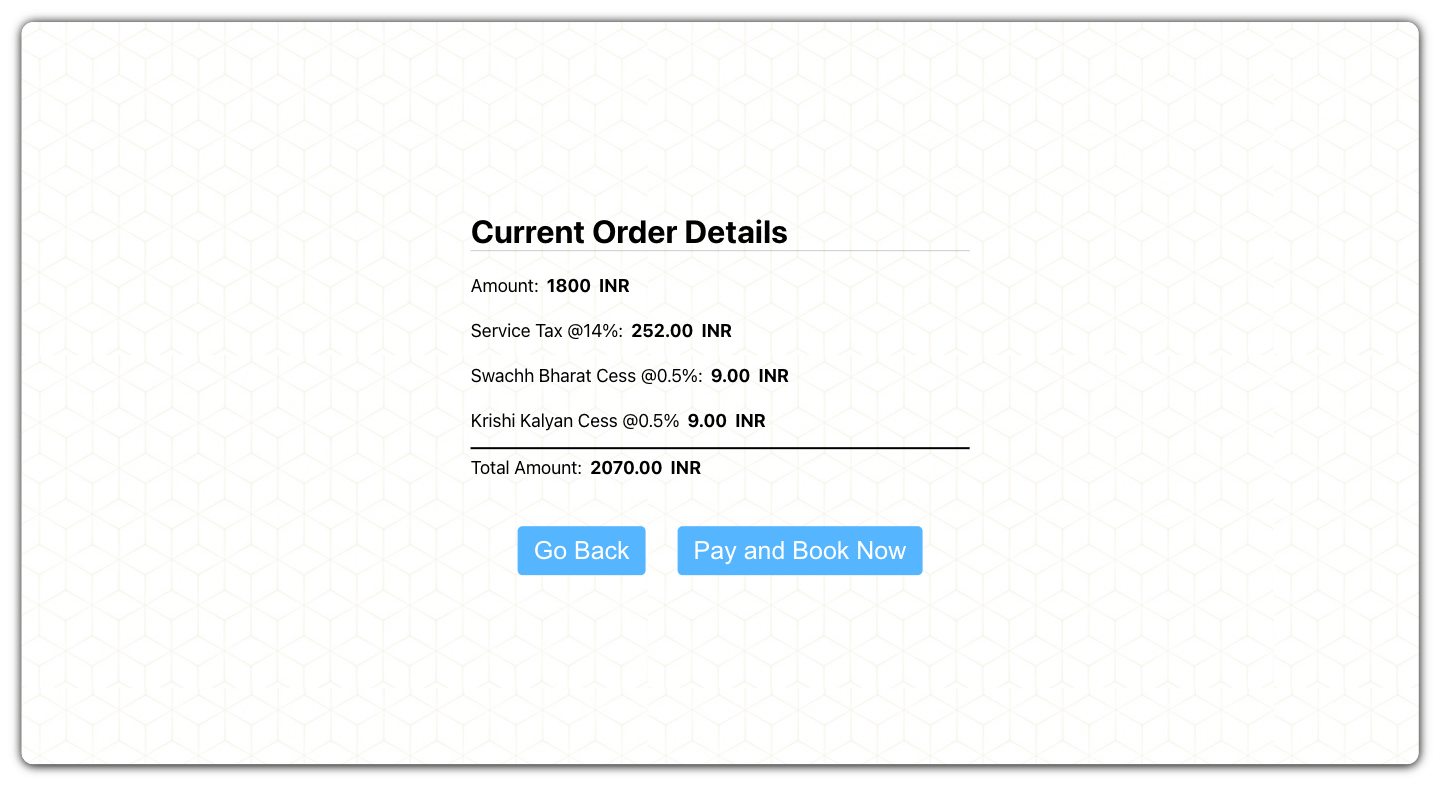 Current Order Details
Amount: 1800 INR
Service Tax @14%: 252.00 INR
Swachh Bharat Cess @0.5%: 9.00 INR
Krishi Kalyan Cess @0.5% 9.00 INR
Total Amount: 2070.00 INR
Go Back
Pay and Book Now